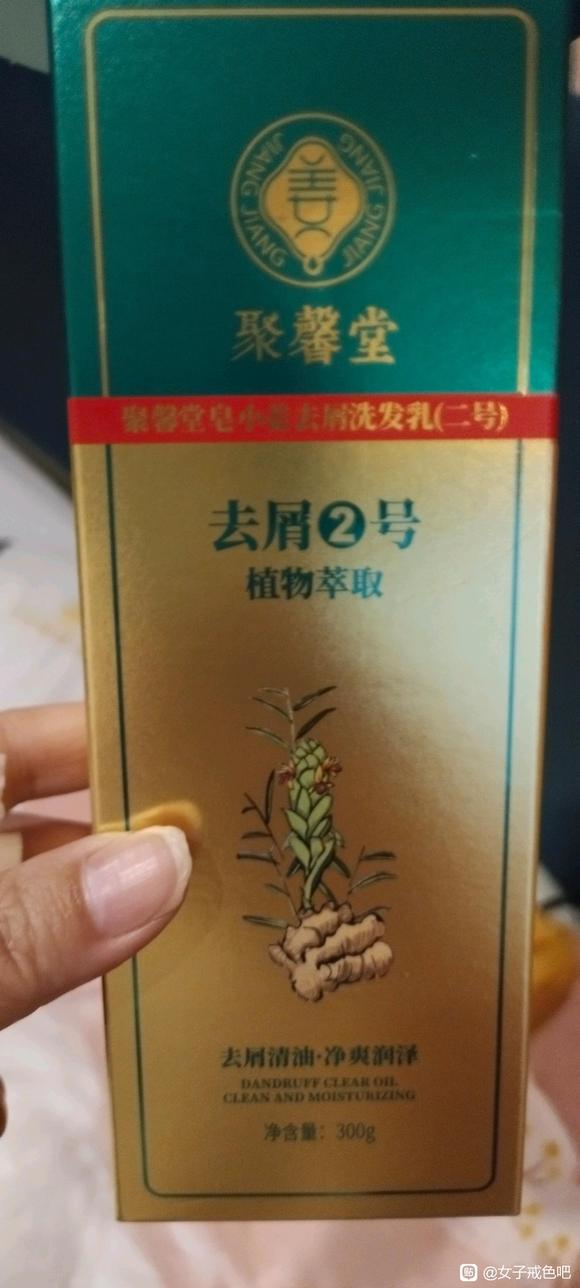 JIANG JIANG JIANG JIANG
姜
聚馨堂
聚馨堂皂小姜去屑洗发乳(二号)
去屑2号
植物萃取
去屑清油·净爽润泽
DANDRUFF CLEAR OIL
CLEAN AND MOISTURIZING
净含量：300g
贴 @女子戒色吧